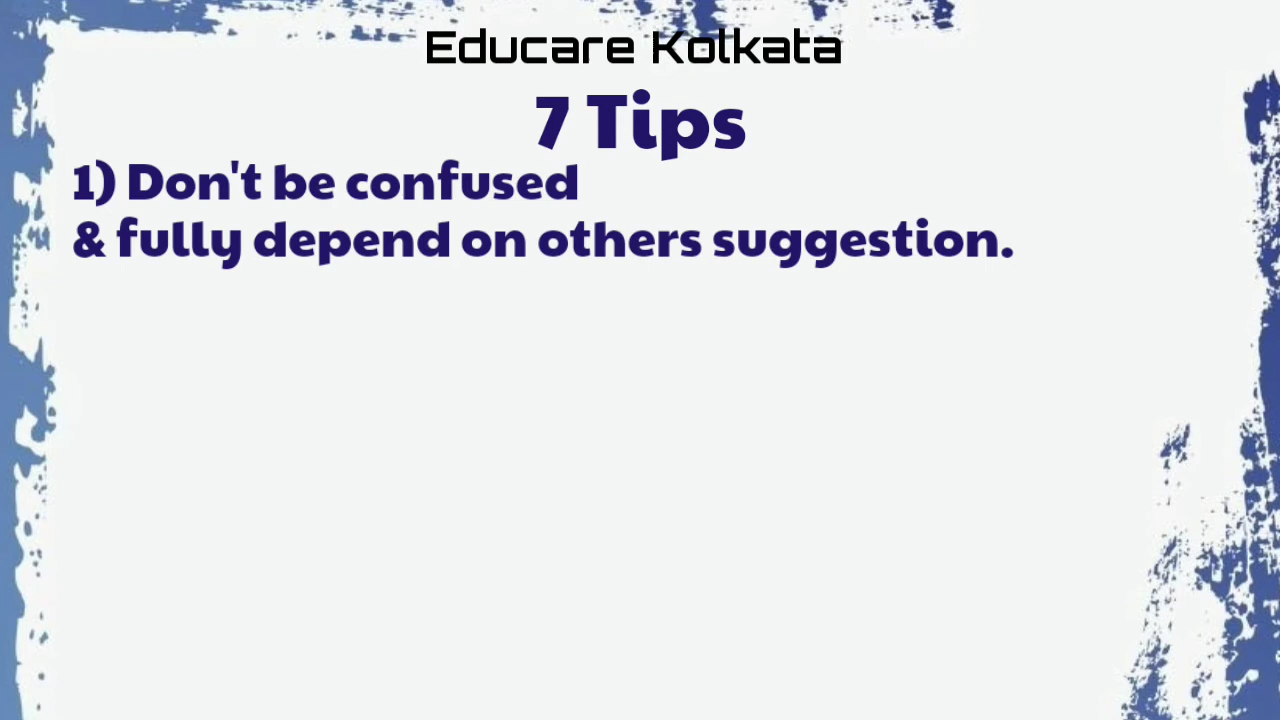 Educare Kolkata
7 Tips
1) Don't be confused
& fully depend on others suggestion.